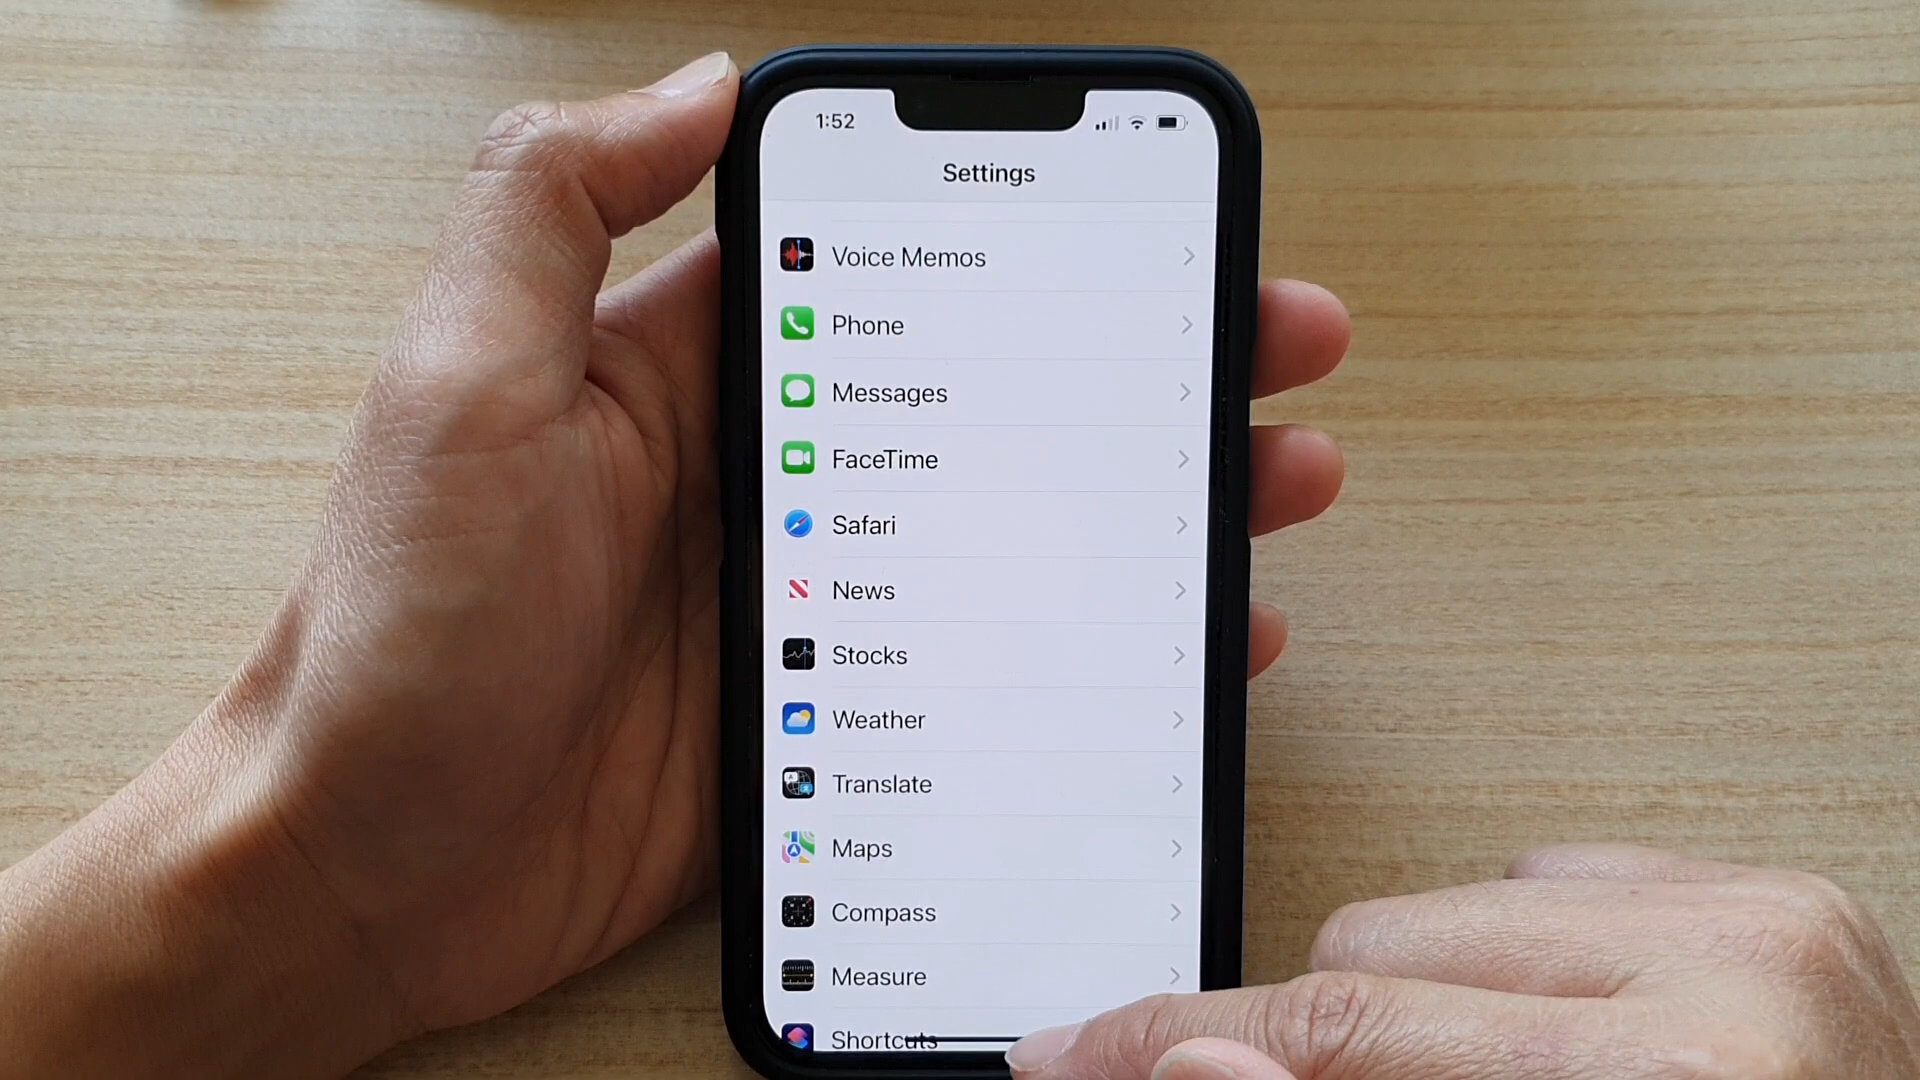 1:52
Settings
Voice Memos
Phone
Messages
FaceTime
Safari
News
Stocks
Weather
Translate
Maps
Compass
Measure
Shortcuts